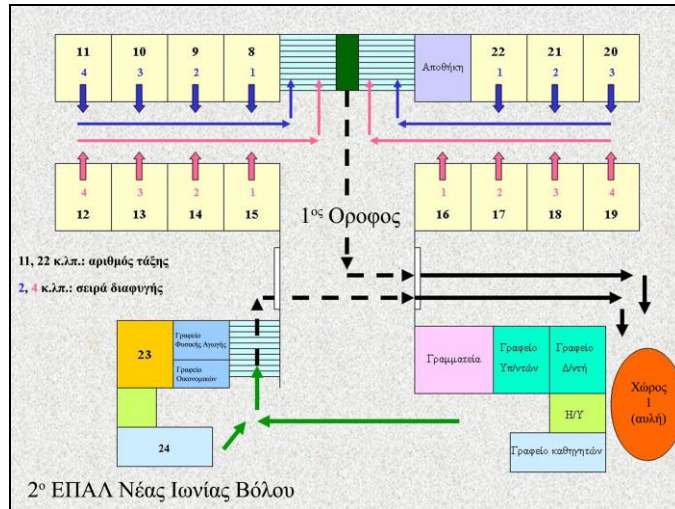 11 10 9 8 22 21 20
Αποθήκη
4 3 2 1 1 2 3
4 3 2 1 1 2 3 4
12 13 14 15 16 17 18 19
1ος Οροφος
11, 22 κ.λπ.: αριθμός τάξης
2, 4 κ.λπ.: σειρά διαφυγής
23
Γραφείο
Φυσικής Αγωγής
Γραφείο
Οικονομικών
24
Γραμματεία
Γραφείο
Υπ/ντών
Γραφείο
Δ/ντή
Η/Υ
Γραφείο καθηγητών
Χώρος
1
(αυλή)
2ο ΕΠΑΛ Νέας Ιωνίας Βόλου